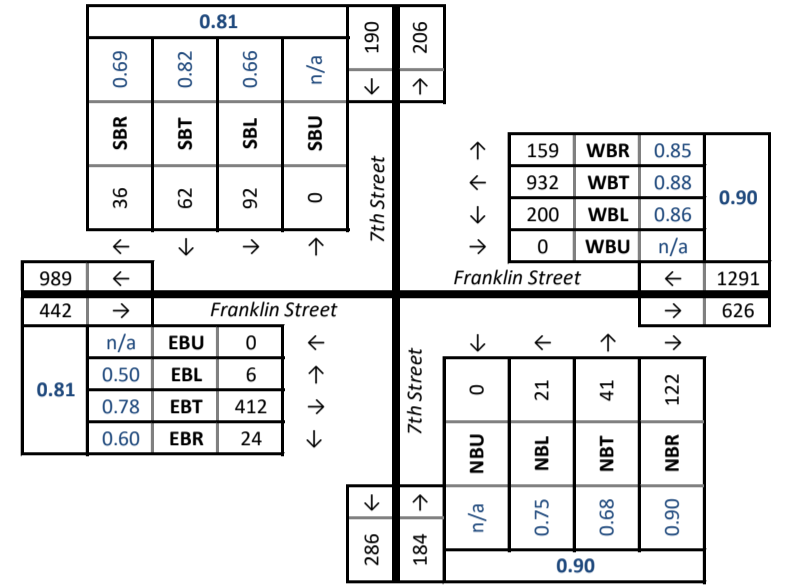 0.81
0.69 0.82 0.66 n/a
SBR SBT SBL SBU
36 62 92 0
← ↓ → ↑
190 206
↓ ↑
7th Street
↑ 159 WBR 0.85
← 932 WBT 0.88
↓ 200 WBL 0.86
→ 0 WBU n/a
0.90
989 ←
Franklin Street
← 1291
442 →
Franklin Street
→ 626
0.81
n/a EBU 0 ←
0.50 EBL 6 ↑
0.78 EBT 412 →
0.60 EBR 24 ↓
7th Street
↓ ← ↑ →
0 21 41 122
NBU NBL NBT NBR
n/a 0.75 0.68 0.90
0.90
↓ ↑
286 184